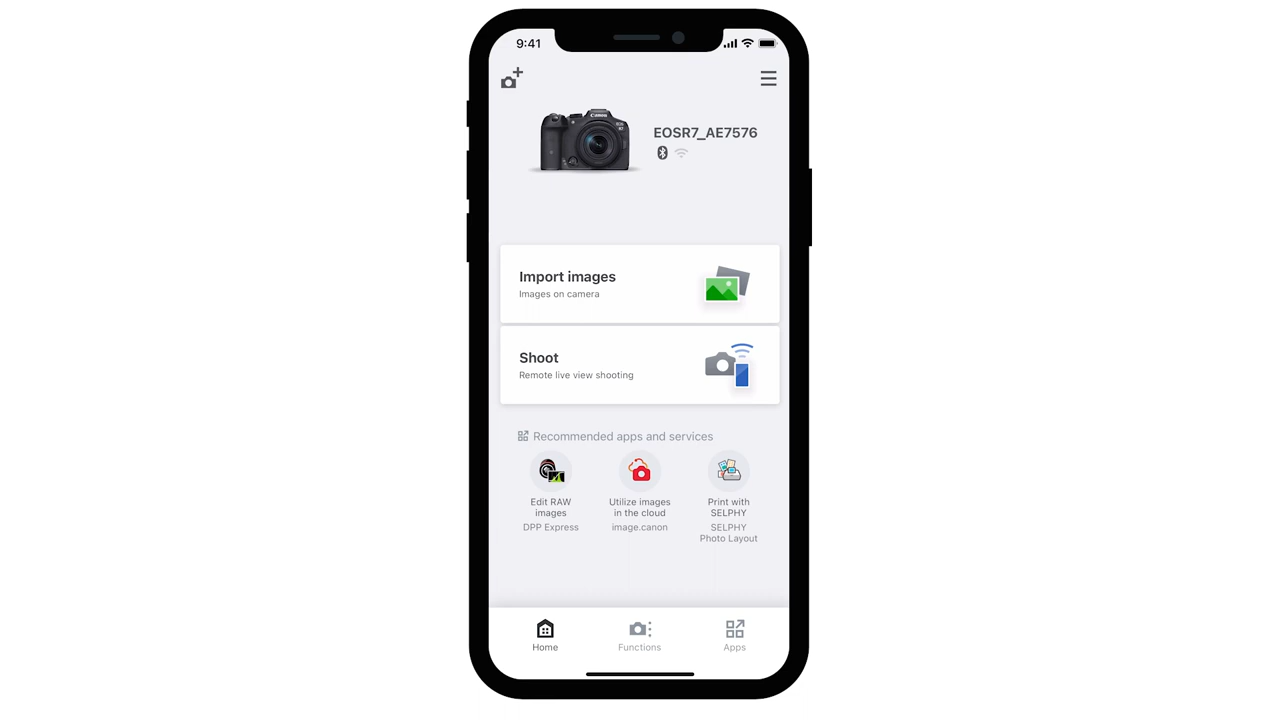 9:41
Canon
EOSR7_AE7576
Import images
Images on camera
Shoot
Remote live view shooting
Recommended apps and services
Edit RAW
images
DPP Express
Utilize images
in the cloud
image.canon
Print with
SELPHY
SELPHY
Photo Layout
Home
Functions
Apps